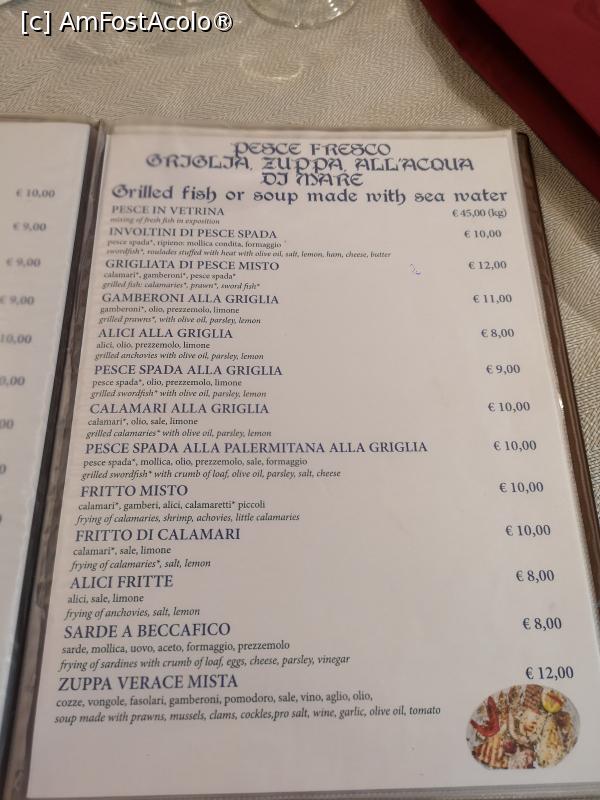 [c] AmFostAcolo®
PESCE FRESCO
GRIGLIA, ZUPPA, ALL'ACQUA
DI MARE
Grilled fish or soup made with sea water
PESCE IN VETRINA € 45,00 (kg)
mixing of fresh fish in exposition
INVOLTINI DI PESCE SPADA € 10,00
pesce spada*, ripieno: mollica condita, formaggio
swordfish*, roulades stuffed with heat with olive oil, salt, lemon, ham, cheese, butter
GRIGLIATA DI PESCE MISTO € 12,00
calamari*, gamberoni*, pesce spada*
grilled fish: calamaries*, prawn*, sword fish*
GAMBERONI ALLA GRIGLIA € 11,00
gamberoni*, olio, prezzemolo, limone
grilled prawns*, with olive oil, parsley, lemon
ALICI ALLA GRIGLIA € 8,00
alici, olio, prezzemolo, limone
grilled anchovies with olive oil, parsley, lemon
PESCE SPADA ALLA GRIGLIA € 9,00
pesce spada*, olio, prezzemolo, limone
grilled swordfish* with olive oil, parsley, lemon
CALAMARI ALLA GRIGLIA € 10,00
calamari*, olio, sale, limone
grilled calamaries* with olive oil, parsley, lemon
PESCE SPADA ALLA PALERMITANA ALLA GRIGLIA € 10,00
pesce spada*, mollica, olio, prezzemolo, sale, formaggio
grilled swordfish* with crumb of loaf, olive oil, parsley, salt, cheese
FRITTO MISTO € 10,00
calamari*, gamberi, alici, calamaretti* piccoli
frying of calamaries, shrimp, achovies, little calamaries
FRITTO DI CALAMARI € 10,00
calamari*, sale, limone
frying of calamaries*, salt, lemon
ALICI FRITTE € 8,00
alici, sale, limone
frying of anchovies, salt, lemon
SARDE A BECCAFICO € 8,00
sarde, mollica, uovo, aceto, formaggio, prezzemolo
frying of sardines with crumb of loaf, eggs, cheese, parsley, vinegar
ZUPPA VERACE MISTA € 12,00
cozze, vongole, fasolari, gamberoni, pomodoro, sale, vino, aglio, olio,
soup made with prawns, mussels, clams, cockles,pro salt, wine, garlic, olive oil, tomato
€ 10,00
€ 9,00
€ 9,00
€ 9,00
10,00